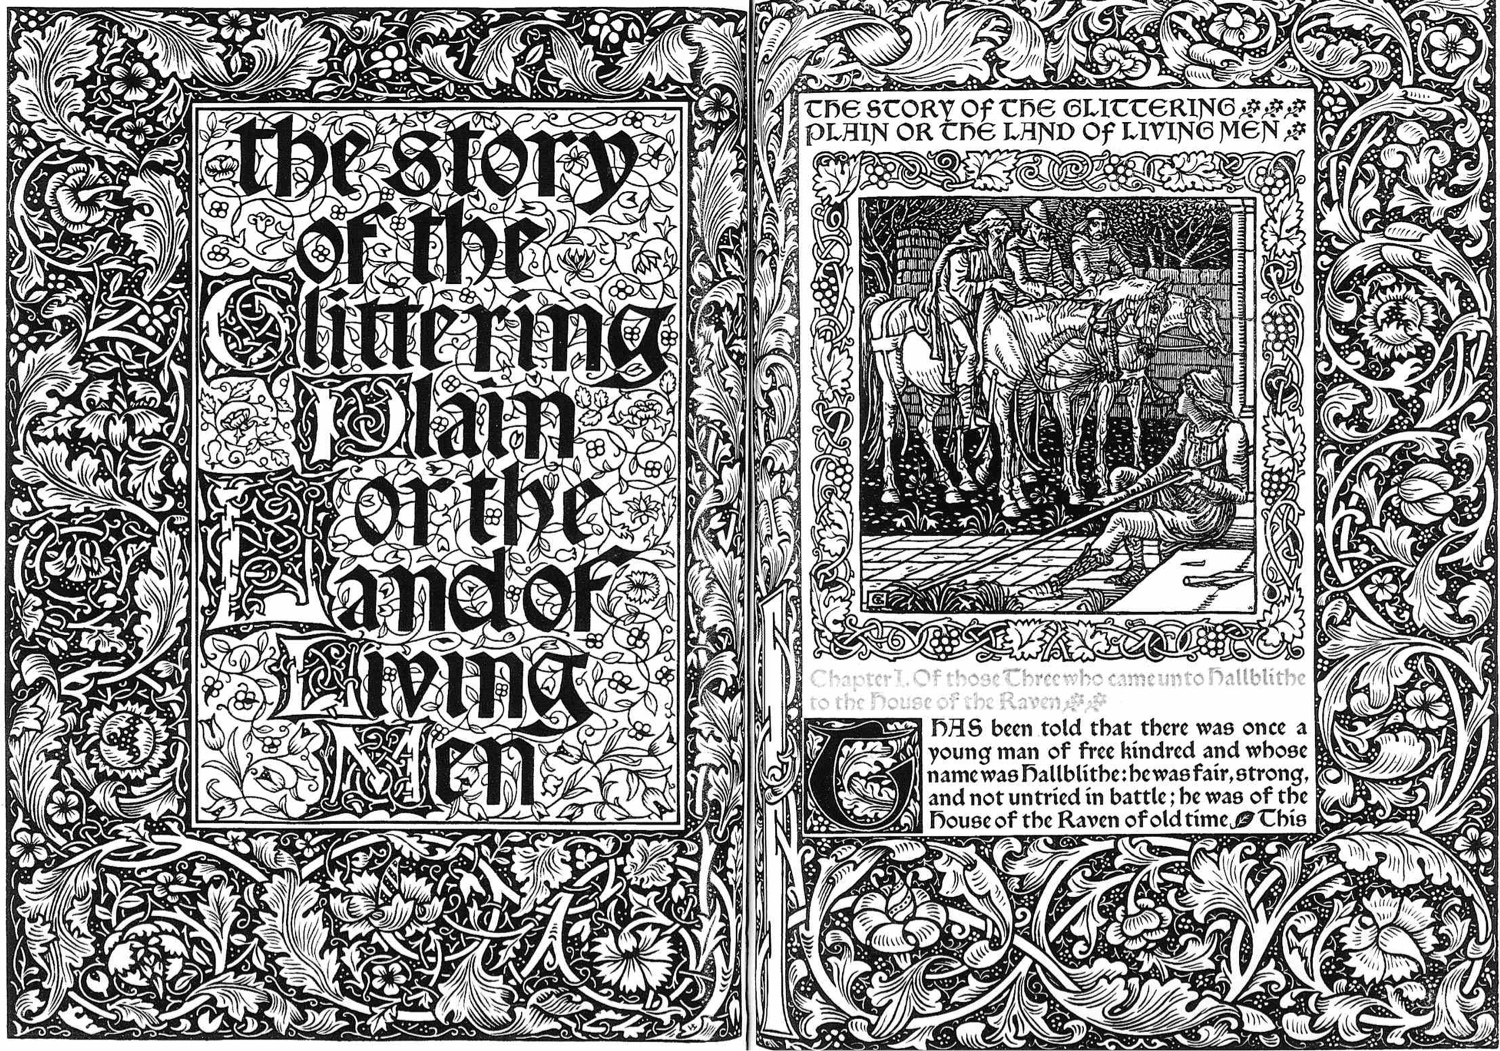 the story
of the
Glittering
Plain
or the
Land of
Living
Men
THE STORY OF THE GLITTERING
PLAIN OR THE LAND OF LIVING MEN
Chapter I. Of those Three who came unto Hallblithe
to the House of the Raven
T HAS been told that there was once a
young man of free kindred and whose
name was Hallblithe: he was fair, strong,
and not untried in battle; he was of the
House of the Raven of old time. This